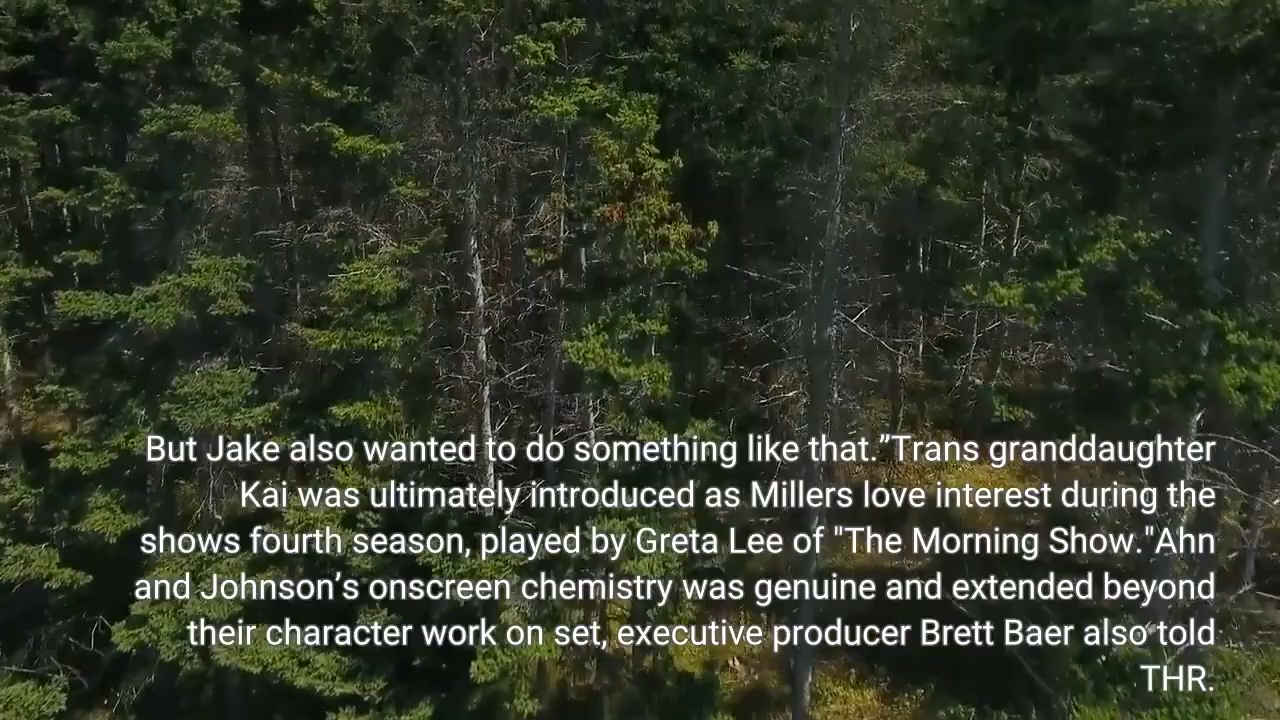 But Jake also wanted to do something like that.”Trans granddaughter
Kai was ultimately introduced as Millers love interest during the
shows fourth season, played by Greta Lee of "The Morning Show."Ahn
and Johnson’s onscreen chemistry was genuine and extended beyond
their character work on set, executive producer Brett Baer also told
THR.